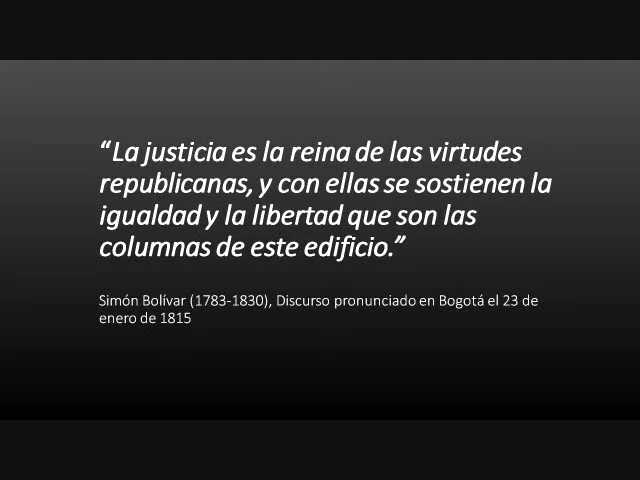 “La justicia es la reina de las virtudes
republicanas, y con ellas se sostienen la
igualdad y la libertad que son las
columnas de este edificio.”
Simón Bolívar (1783-1830), Discurso pronunciado en Bogotá el 23 de
enero de 1815